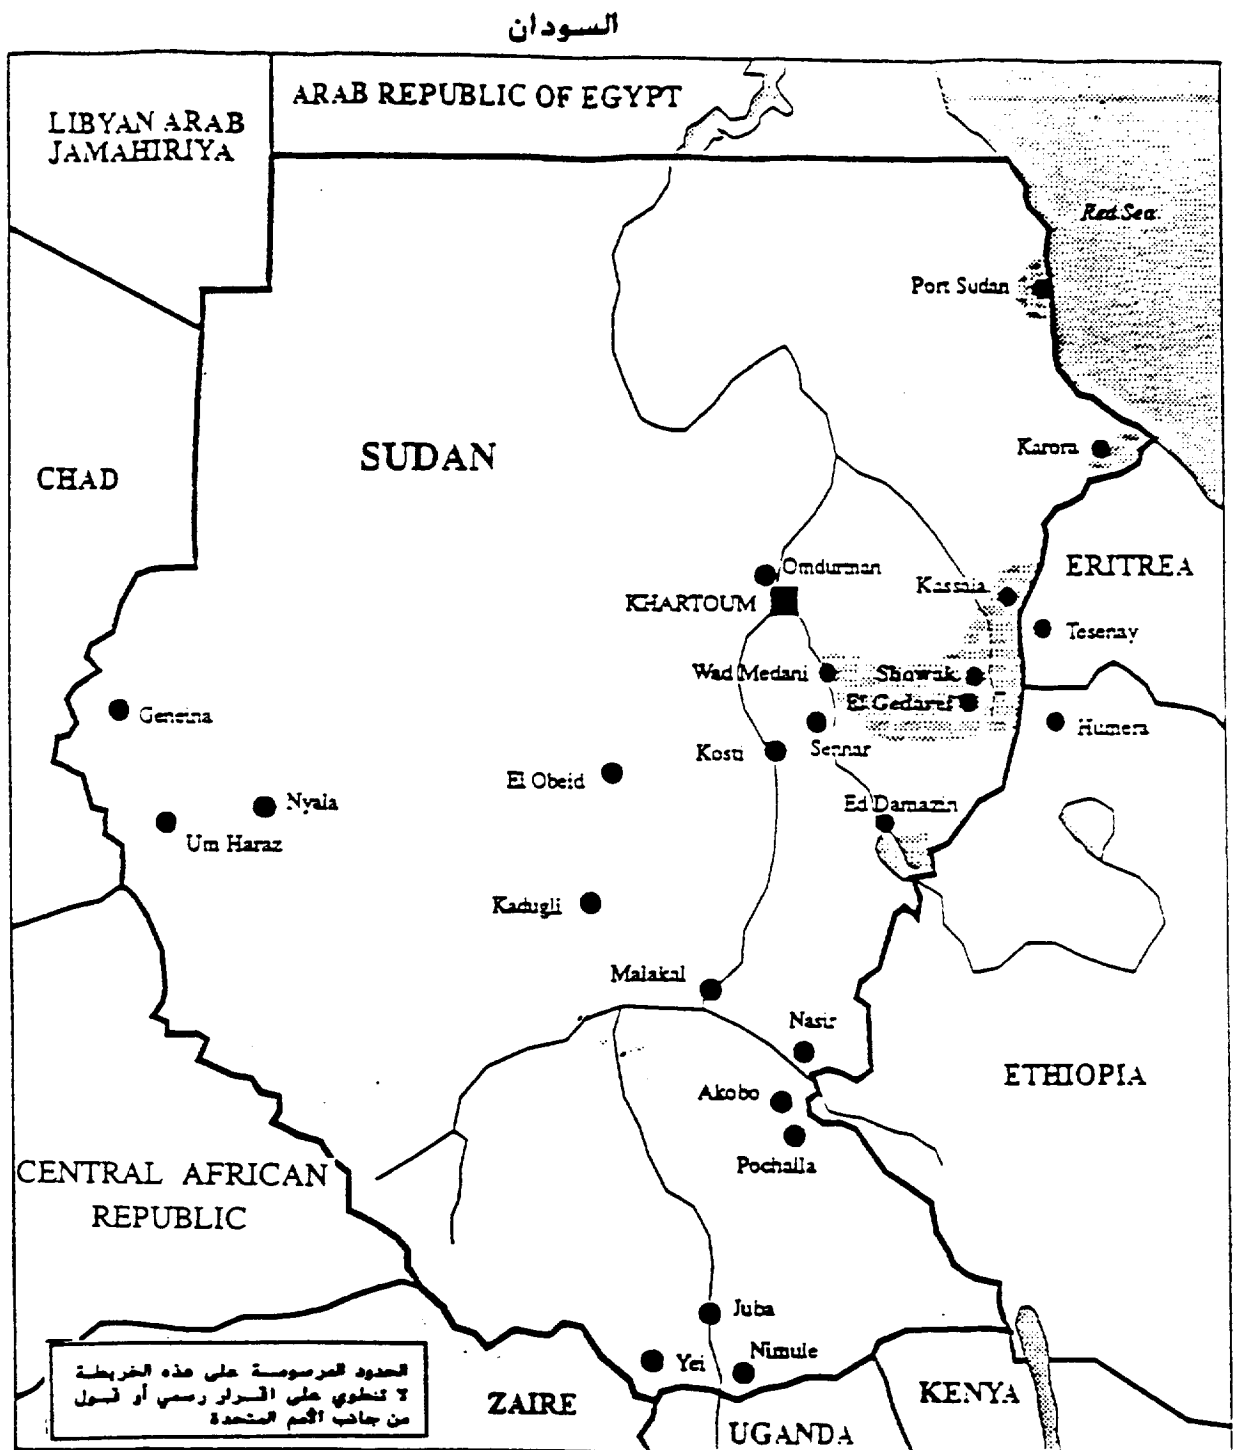 السودان
ARAB REPUBLIC OF EGYPT
LIBYAN ARAB
JAMAHIRIYA
Red Sea
Port Sudan
Karora
SUDAN
CHAD
ERITREA
Omdurman
Kassala
KHARTOUM
Tesenay
Wad Medani
Showak
El Gedaref
Geneina
Humera
Sennar
Kosti
El Obeid
Nyala
Ed Damazin
Um Haraz
Kadugli
Malakal
Nasir
ETHIOPIA
Akobo
Pochalla
CENTRAL AFRICAN
REPUBLIC
Juba
Nimule
Yei
ZAIRE
KENYA
UGANDA
الحدود المرسومة على هذه الخريطة
لا تنطوي على اقرار رسمي أو قبول
من جانب الأمم المتحدة